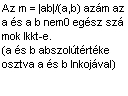 Az m = |ab|/(a,b) azám az
a és a b nem0 egész szá
mok lkkt-e.
(a és b abszolútértéke
osztva a és b lnkojával)